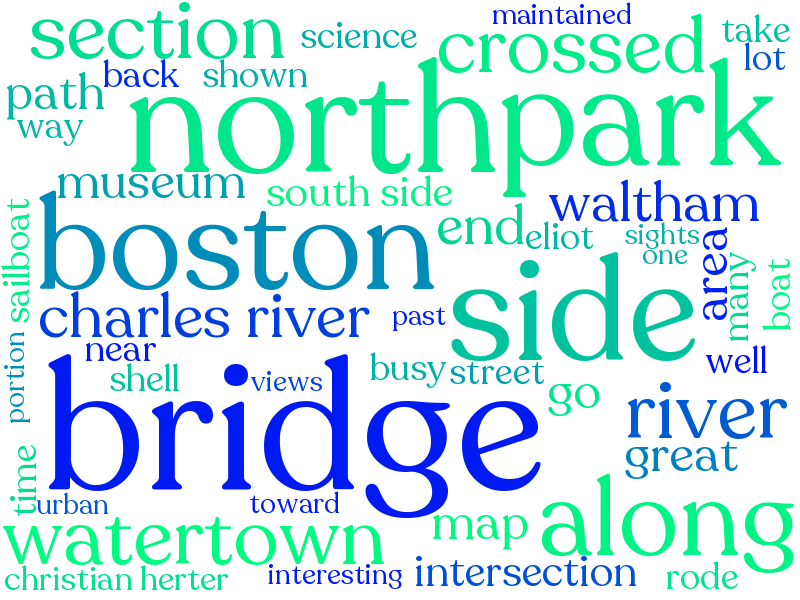 maintained
section
science
crossed
take
lot
back
shown
path
way
north
park
museum
south side
waltham
boston
end
eliot
sights
one
sailboat
area
many
boat
side
charles river
past
near
portion
shell
views
busy
street
well
go
bridge
river
great
time
urban
toward
along
watertown
map
christian herter
interesting
intersection
rode